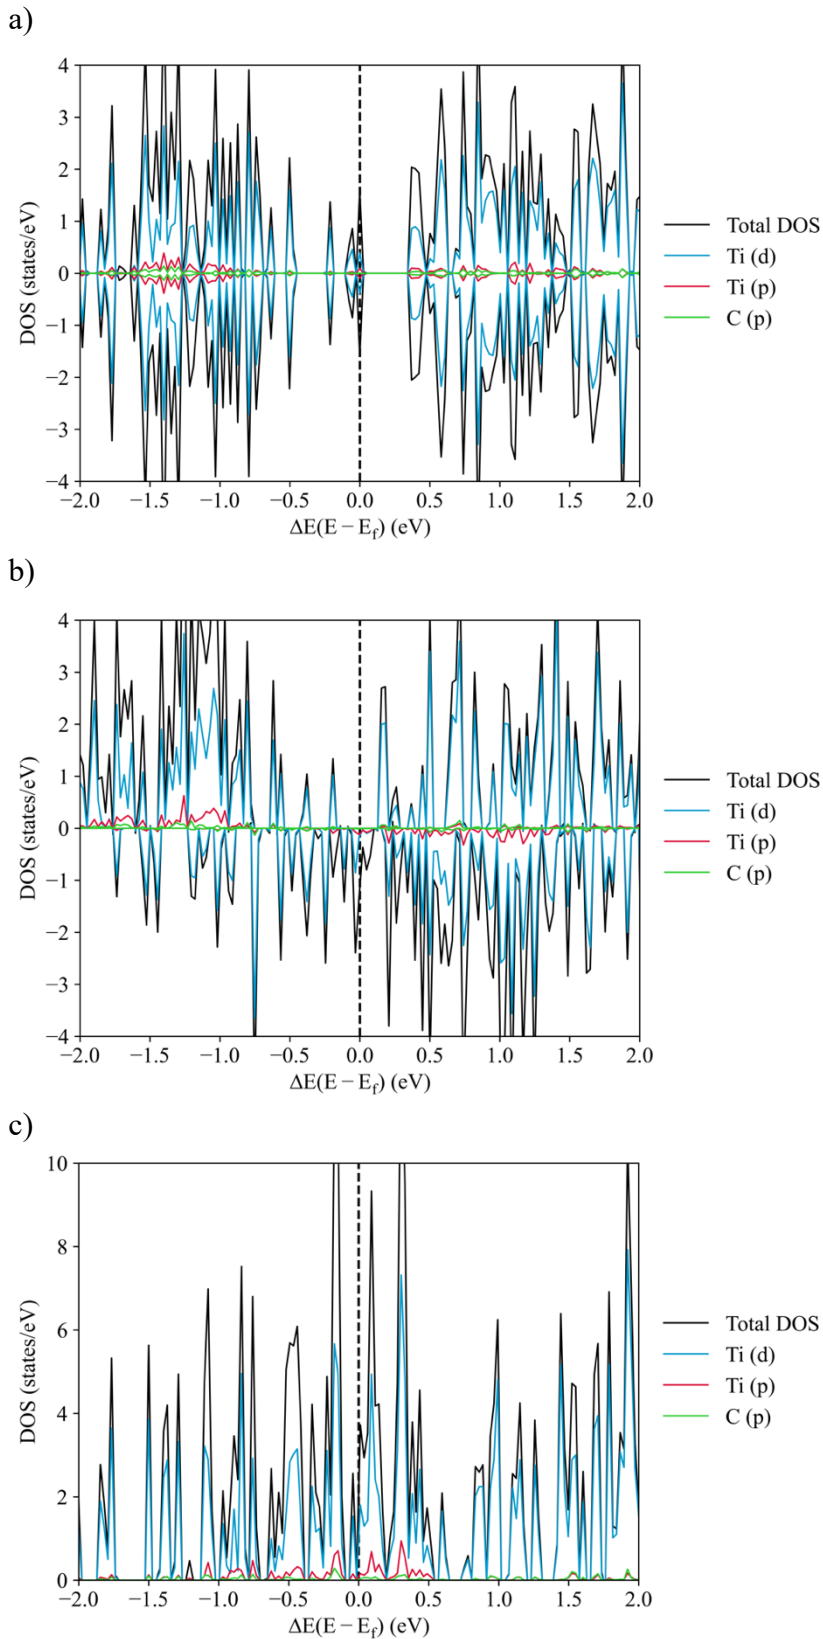 a)
4
3
2
1
0
−1
−2
−3
−4
DOS (states/eV)
−2.0 −1.5 −1.0 −0.5 0.0 0.5 1.0 1.5 2.0
ΔE(E − E_f) (eV)
Total DOS
Ti (d)
Ti (p)
C (p)
b)
4
3
2
1
0
−1
−2
−3
−4
DOS (states/eV)
−2.0 −1.5 −1.0 −0.5 0.0 0.5 1.0 1.5 2.0
ΔE(E − E_f) (eV)
Total DOS
Ti (d)
Ti (p)
C (p)
c)
10
8
6
4
2
0
DOS (states/eV)
−2.0 −1.5 −1.0 −0.5 0.0 0.5 1.0 1.5 2.0
ΔE(E − E_f) (eV)
Total DOS
Ti (d)
Ti (p)
C (p)